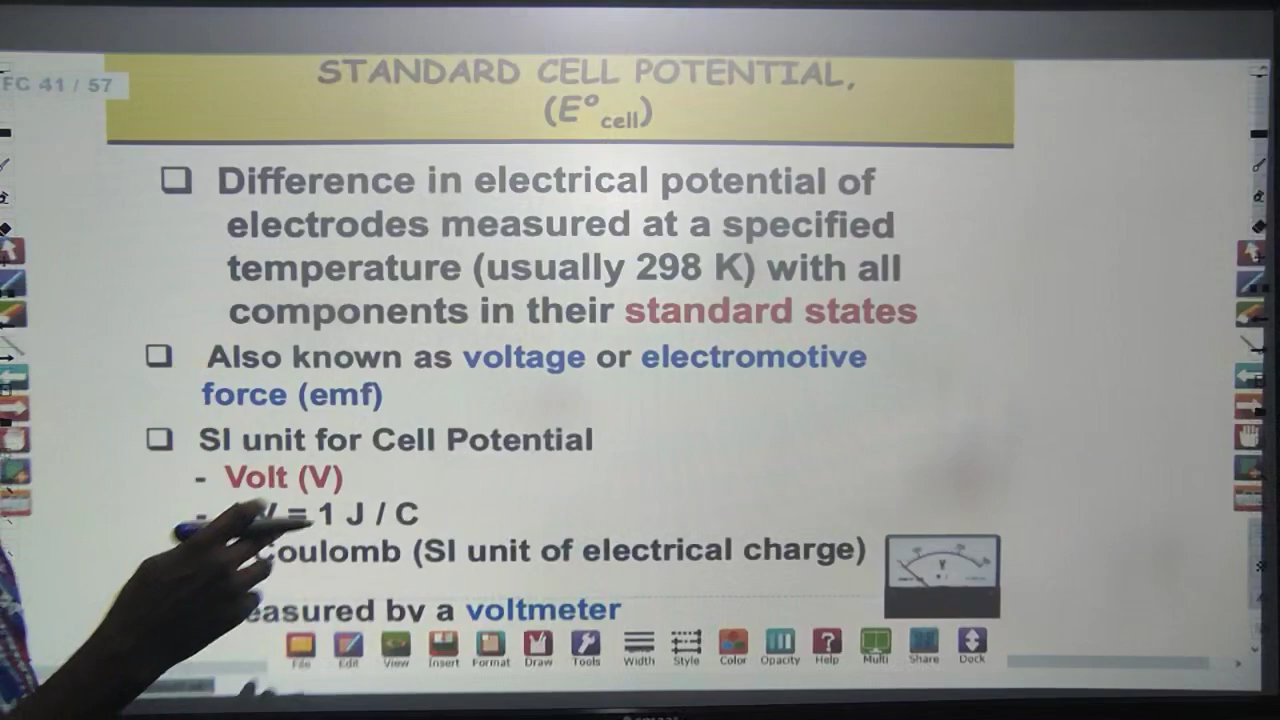 FC 41 / 57
STANDARD CELL POTENTIAL,
(E°cell)
Difference in electrical potential of
electrodes measured at a specified
temperature (usually 298 K) with all
components in their standard states
Also known as voltage or electromotive
force (emf)
SI unit for Cell Potential
- Volt (V)
- V = 1 J / C
Coulomb (SI unit of electrical charge)
V
easured by a voltmeter
File Edit View Insert Format Draw Tools Width Style Color Opacity Help Multi Share Dock